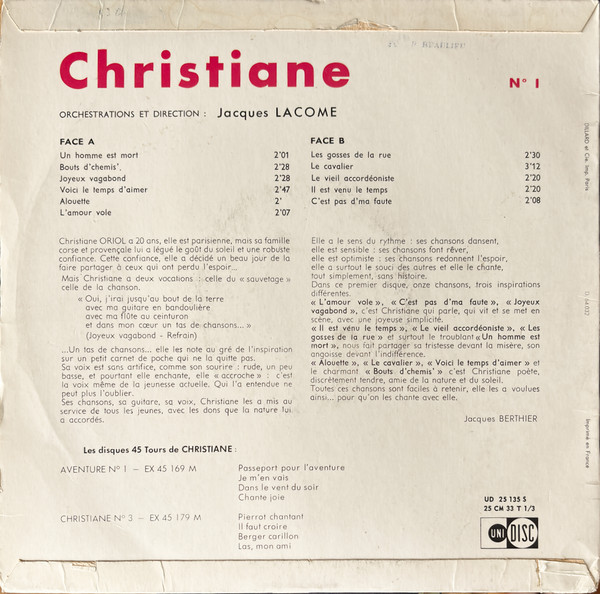 Christiane
N° 1
ORCHESTRATIONS ET DIRECTION : Jacques LACOME
FACE A
Un homme est mort 2'01
Bouts d'chemis', 2'28
Joyeux vagabond 2'28
Voici le temps d'aimer 2'47
Alouette 2'
L'amour vole 2'07
FACE B
Les gosses de la rue 2'30
Le cavalier 3'12
Le vieil accordéoniste 2'20
Il est venu le temps 2'20
C'est pas d'ma faute 2'08
Christiane ORIOL a 20 ans, elle est parisienne, mais sa famille
corse et provençale lui a légué le goût du soleil et une robuste
confiance. Cette confiance, elle a décidé un beau jour de la
faire partager à ceux qui ont perdu l'espoir...
Mais Christiane a deux vocations : celle du « sauvetage »
celle de la chanson.
« Oui, j'irai jusqu'au bout de la terre
avec ma guitare en bandoulière
avec ma flûte au ceinturon
et dans mon cœur un tas de chansons... »
(Joyeux vagabond - Refrain)
...Un tas de chansons... elle les note au gré de l'inspiration
sur un petit carnet de poche qui ne la quitte pas.
Sa voix est sans artifice, comme son sourire : rude, un peu
basse, et pourtant elle enchante, elle « accroche » : c'est
la voix même de la jeunesse actuelle. Qui l'a entendue ne
peut plus l'oublier.
Ses chansons, sa guitare, sa voix, Christiane les a mis au
service de tous les jeunes, avec les dons que la nature lui
a accordés.
Elle a le sens du rythme : ses chansons dansent,
elle est sensible : ses chansons font rêver,
elle est optimiste : ses chansons redonnent l'espoir,
elle a surtout le souci des autres et elle le chante,
tout simplement, sans histoire.
Dans ce premier disque, onze chansons, trois inspirations
différentes.
« L'amour vole », « C'est pas d'ma faute », « Joyeux
vagabond », c'est Christiane qui parle, qui vit et se met en
scène, avec une joyeuse simplicité.
« Il est venu le temps », « Le vieil accordéoniste », « Les
gosses de la rue » et surtout le troublant « Un homme est
mort », nous fait partager sa tristesse devant la misère, son
angoisse devant l'indifférence.
« Alouette », « Le cavalier », « Voici le temps d'aimer » et
le charmant « Bouts d'chemis' » c'est Christiane poète,
discrètement tendre, amie de la nature et du soleil.
Toutes ces chansons sont faciles à retenir, elle les a voulues
ainsi... pour qu'on les chante avec elle.
Jacques BERTHIER
Les disques 45 Tours de CHRISTIANE :
AVENTURE N° 1 - EX 45 169 M
Passeport pour l'aventure
Je m'en vais
Dans le vent du soir
Chante joie
CHRISTIANE N° 3 - EX 45 179 M
Pierrot chantant
Il faut croire
Berger carillon
Las, mon ami
UD 25 135 S
25 CM 33 T 1/3
UNI DISC
Imprimé en France